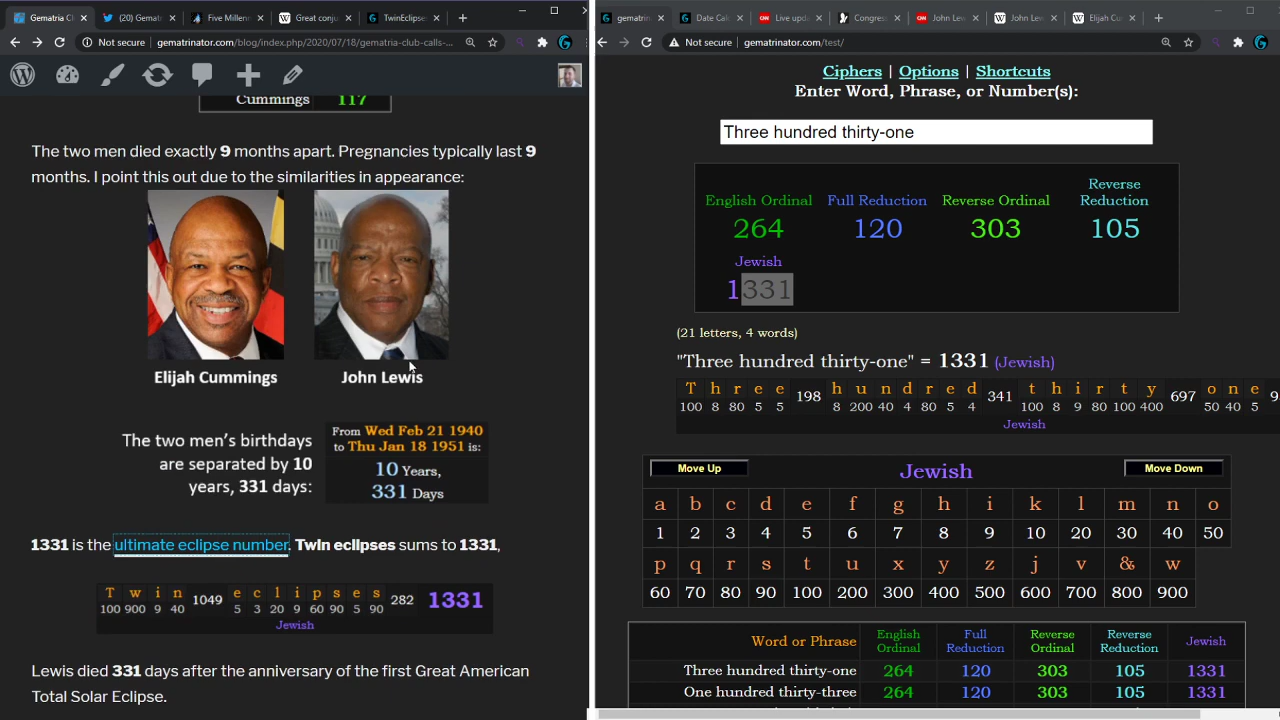 Gematria Cl
(2) Gemat
Five Millenn
Great conju
TwinEclipse
Not secure
gematrinator.com/blog/index.php/2020/07/18/gematria-club-calls-...
Cummings 117
The two men died exactly 9 months apart. Pregnancies typically last 9
months. I point this out due to the similarities in appearance:
Elijah Cummings
John Lewis
The two men's birthdays
are separated by 10
years, 331 days:
From Wed Feb 21 1940
to Thu Jan 18 1951 is:
10 Years,
331 Days
1331 is the ultimate eclipse number. Twin eclipses sums to 1331,
T w i n 1049 e c l i p s e s 282 1331
100 900 9 40 5 3 20 9 60 90 5 90
Jewish
Lewis died 331 days after the anniversary of the first Great American
Total Solar Eclipse.
gematrin
Date Cal
Live upda
Congress
John Lew
John Lew
Elijah Cu
Not secure
gematrinator.com/test/
Ciphers | Options | Shortcuts
Enter Word, Phrase, or Number(s):
Three hundred thirty-one
English Ordinal Full Reduction Reverse Ordinal Reverse Reduction
264 120 303 105
Jewish
1331
(21 letters, 4 words)
"Three hundred thirty-one" = 1331 (Jewish)
T h r e e 198 h u n d r e d 341 t h i r t y 697 o n e 9
100 8 80 5 5 8 200 40 4 80 5 4 100 8 9 80 100 400 50 40 5
Jewish
Move Up
Jewish
Move Down
a b c d e f g h i k l m n o
1 2 3 4 5 6 7 8 9 10 20 30 40 50
p q r s t u x y z j v & w
60 70 80 90 100 200 300 400 500 600 700 800 900
Word or Phrase English Ordinal Full Reduction Reverse Ordinal Reverse Reduction Jewish
Three hundred thirty-one 264 120 303 105 1331
One hundred thirty-three 264 120 303 105 1331